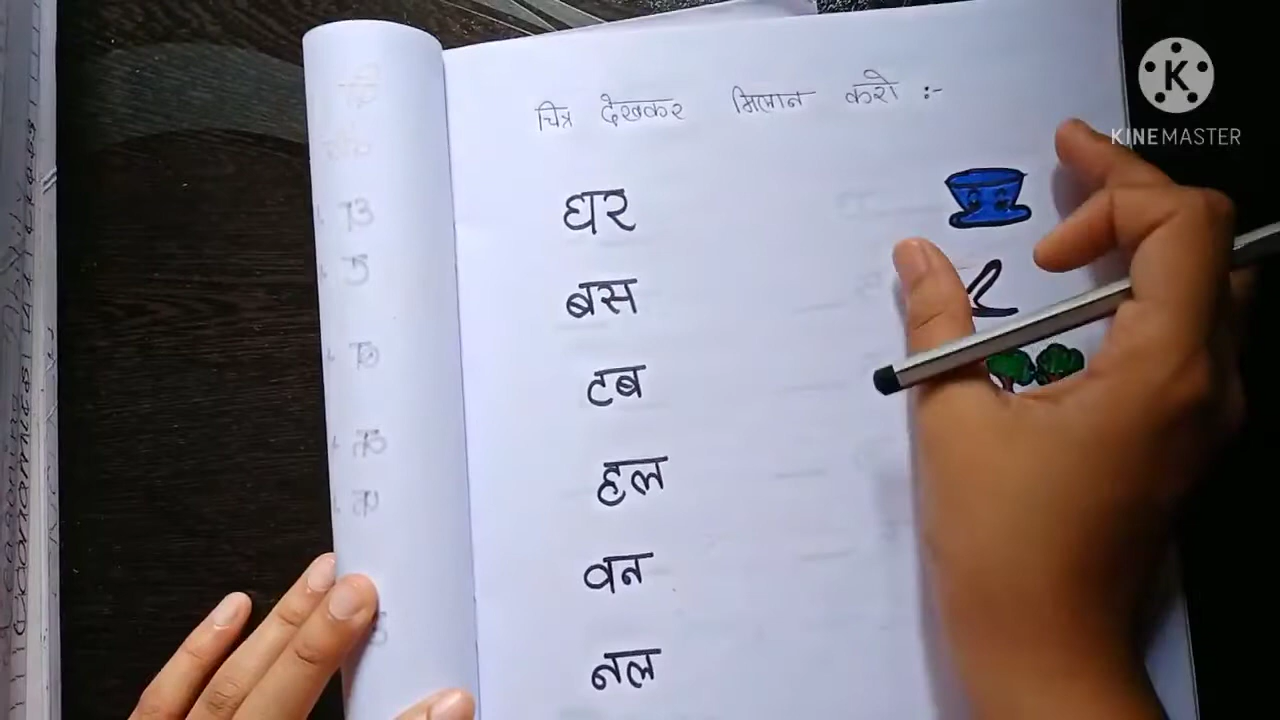 चित्र देखकर मिलान करो :-
KINEMASTER
घर
बस
टब
हल
वन
नल